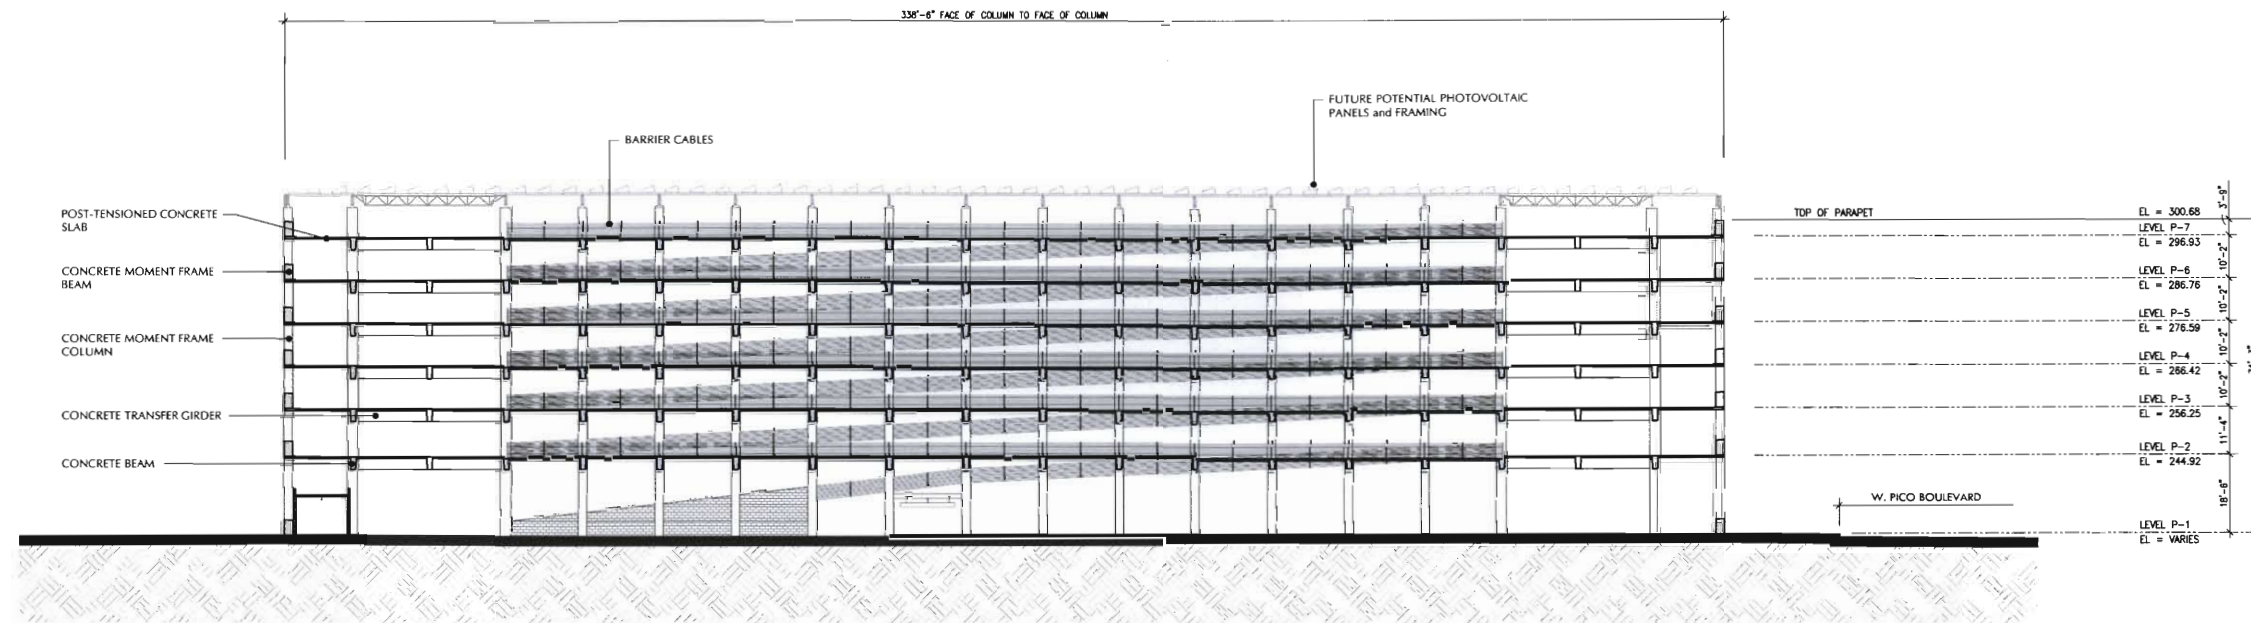 338'-6" FACE OF COLUMN TO FACE OF COLUMN
FUTURE POTENTIAL PHOTOVOLTAIC
PANELS and FRAMING
BARRIER CABLES
POST-TENSIONED CONCRETE
SLAB
CONCRETE MOMENT FRAME
BEAM
CONCRETE MOMENT FRAME
COLUMN
CONCRETE TRANSFER GIRDER
CONCRETE BEAM
TOP OF PARAPET
EL = 300.68
3'-9"
LEVEL P-7
EL = 296.93
10'-2"
LEVEL P-6
EL = 286.76
10'-2"
LEVEL P-5
EL = 276.59
10'-2"
LEVEL P-4
EL = 266.42
10'-2"
LEVEL P-3
EL = 256.25
11'-4"
LEVEL P-2
EL = 244.92
18'-6"
W. PICO BOULEVARD
LEVEL P-1
EL = VARIES